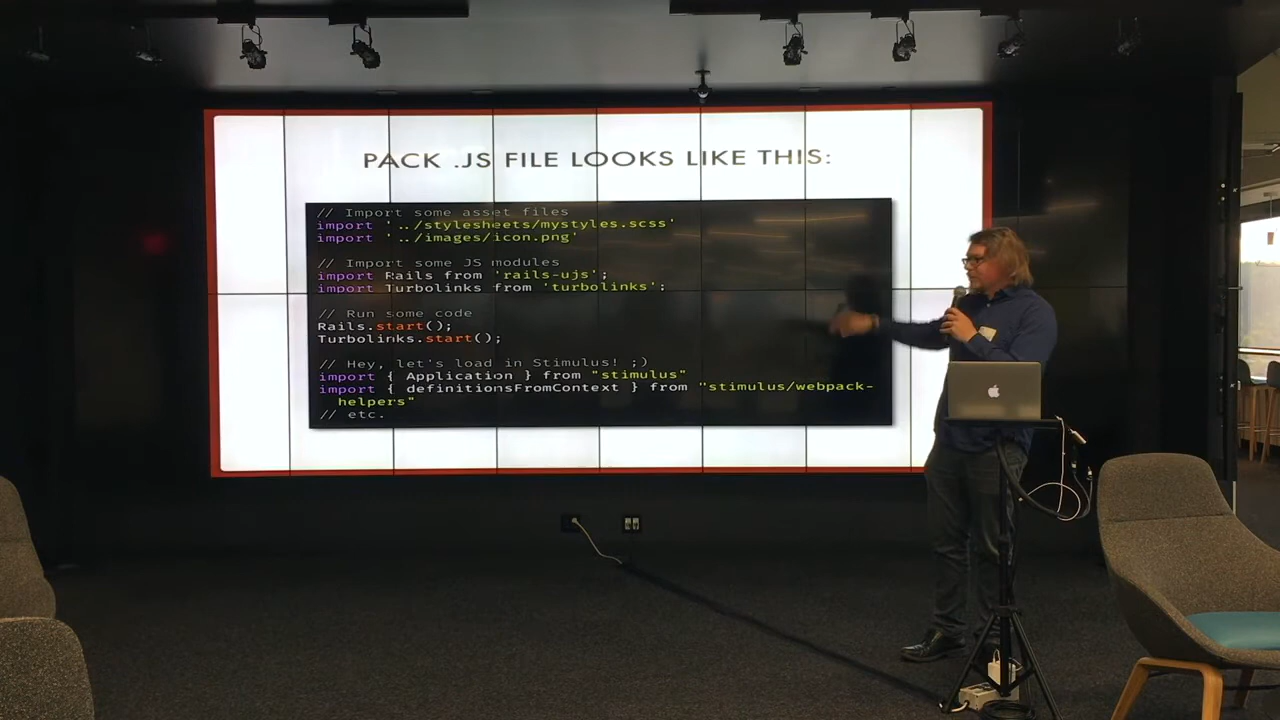 PACK .JS FILE LOOKS LIKE THIS:
// Import some asset files
import '../stylesheets/mystyles.scss'
import '../images/icon.png'
// Import some JS modules
import Rails from 'rails-ujs';
import Turbolinks from 'turbolinks';
// Run some code
Rails.start();
Turbolinks.start();
// Hey, let's load in Stimulus! ;)
import { Application } from "stimulus"
import { definitionsFromContext } from "stimulus/webpack-
helpers"
// etc.